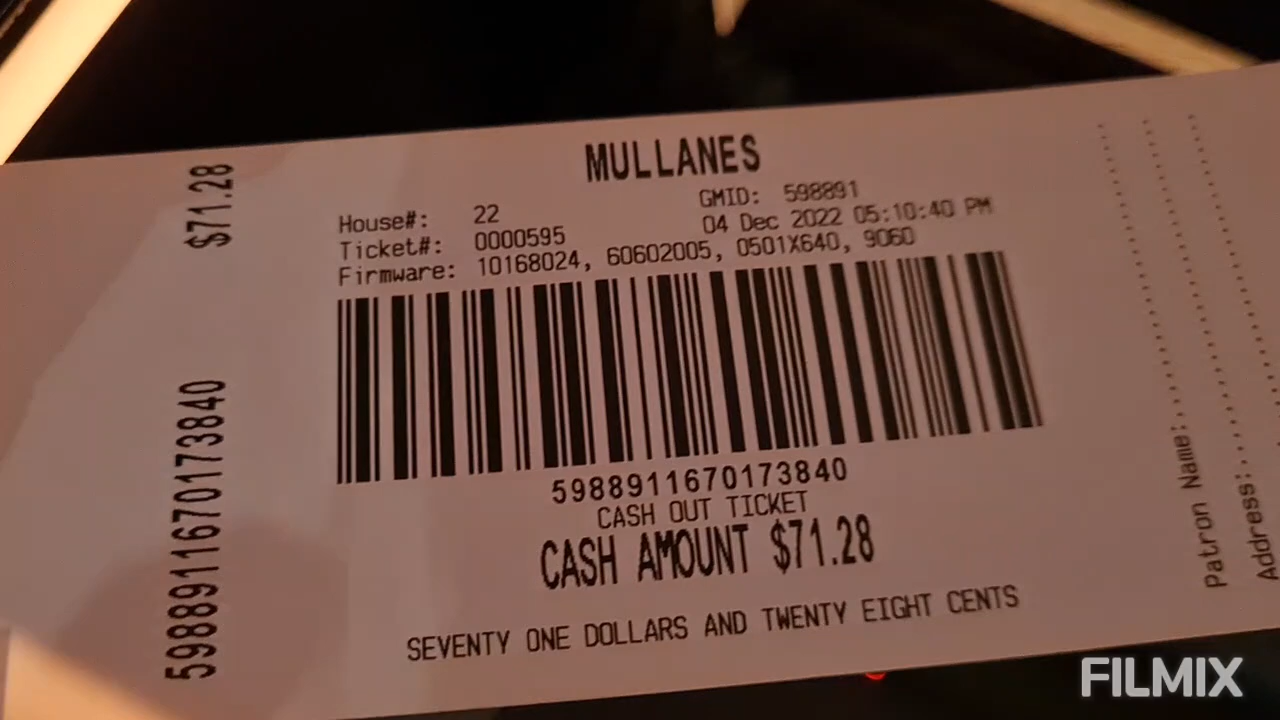 MULLANES
House#: 22 GMID: 598891
Ticket#: 0000595 04 Dec 2022 05:10:40 PM
Firmware: 10168024, 60602005, 0501X640, 9060
5988911670173840
CASH OUT TICKET
CASH AMOUNT $71.28
SEVENTY ONE DOLLARS AND TWENTY EIGHT CENTS
$71.28
5988911670173840
Patron Name:
Address:
FILMIX